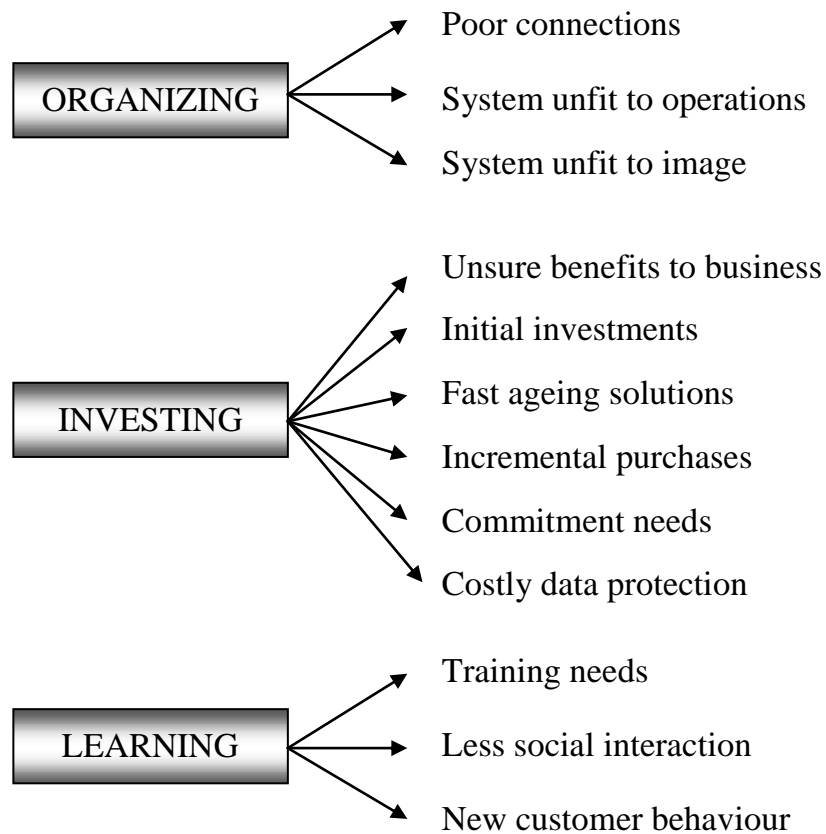 ORGANIZING
Poor connections
System unfit to operations
System unfit to image
INVESTING
Unsure benefits to business
Initial investments
Fast ageing solutions
Incremental purchases
Commitment needs
Costly data protection
LEARNING
Training needs
Less social interaction
New customer behaviour